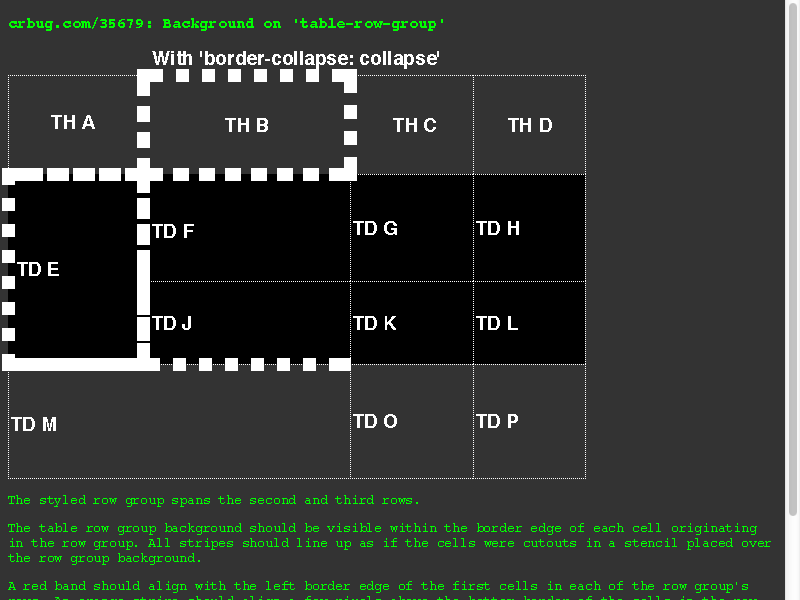 crbug.com/35679: Background on 'table-row-group'
With 'border-collapse: collapse'
TH A
TH B
TH C
TH D
TD E
TD F
TD G
TD H
TD J
TD K
TD L
TD M
TD O
TD P
The styled row group spans the second and third rows.
The table row group background should be visible within the border edge of each cell originating
in the row group. All stripes should line up as if the cells were cutouts in a stencil placed over
the row group background.
A red band should align with the left border edge of the first cells in each of the row group's